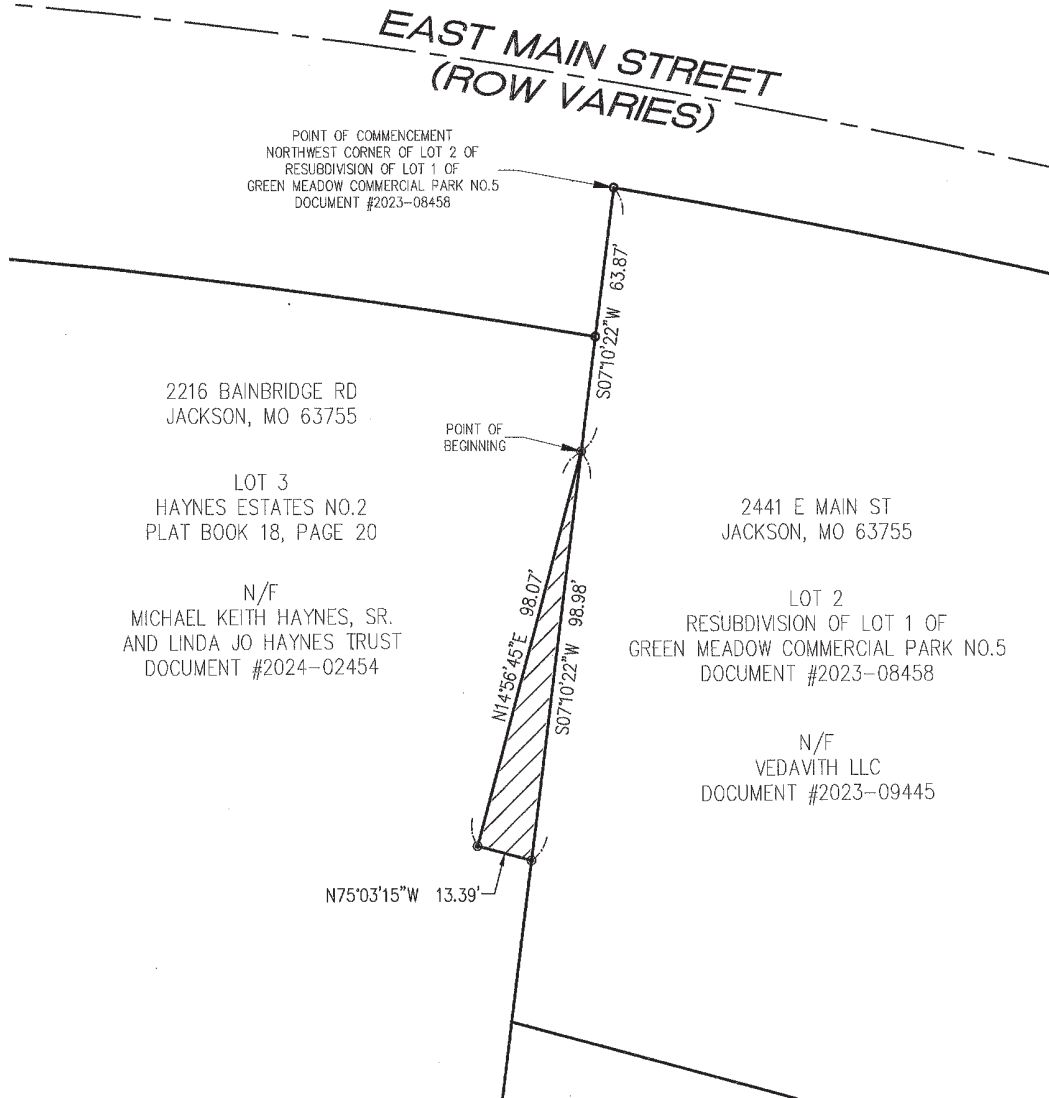 EAST MAIN STREET
(ROW VARIES)
POINT OF COMMENCEMENT
NORTHWEST CORNER OF LOT 2 OF
RESUBDIVISION OF LOT 1 OF
GREEN MEADOW COMMERCIAL PARK NO.5
DOCUMENT #2023-08458
S07°10'22"W 63.87'
2216 BAINBRIDGE RD
JACKSON, MO 63755
POINT OF
BEGINNING
LOT 3
HAYNES ESTATES NO.2
PLAT BOOK 18, PAGE 20
N/F
MICHAEL KEITH HAYNES, SR.
AND LINDA JO HAYNES TRUST
DOCUMENT #2024-02454
N14°56'45"E 98.07'
S07°10'22"W 98.98'
2441 E MAIN ST
JACKSON, MO 63755
LOT 2
RESUBDIVISION OF LOT 1 OF
GREEN MEADOW COMMERCIAL PARK NO.5
DOCUMENT #2023-08458
N/F
VEDAVITH LLC
DOCUMENT #2023-09445
N75°03'15"W 13.39'